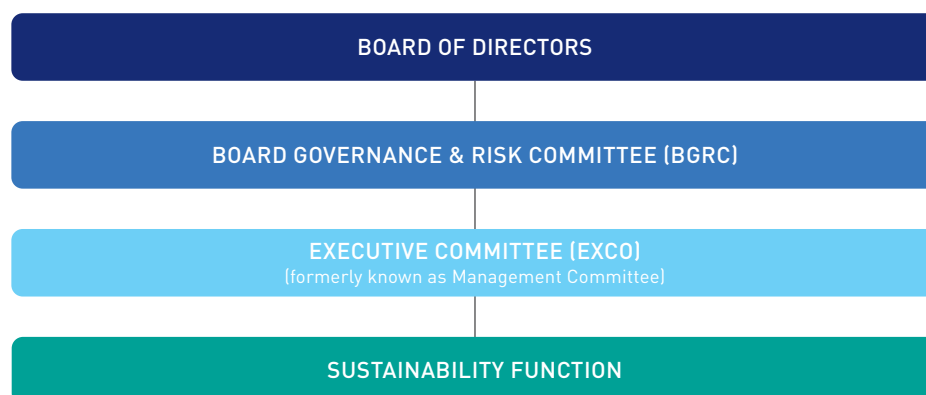 BOARD OF DIRECTORS
BOARD GOVERNANCE & RISK COMMITTEE (BGRC)
EXECUTIVE COMMITTEE (EXCO)
(formerly known as Management Committee)
SUSTAINABILITY FUNCTION